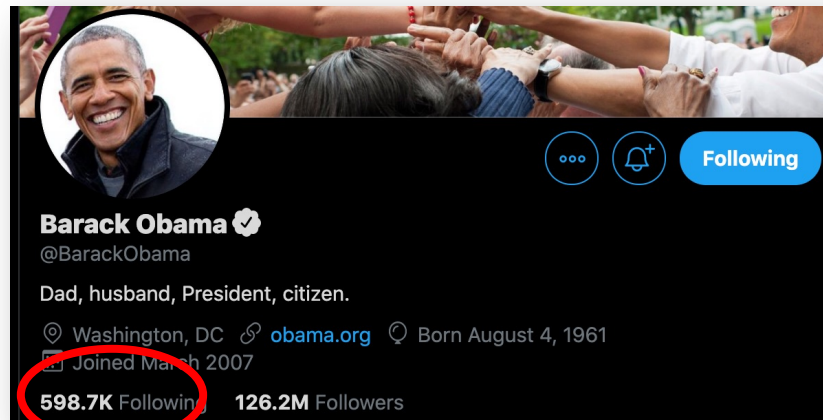 Following
Barack Obama
@BarackObama
Dad, husband, President, citizen.
Washington, DC obama.org Born August 4, 1961
Joined March 2007
598.7K Following 126.2M Followers